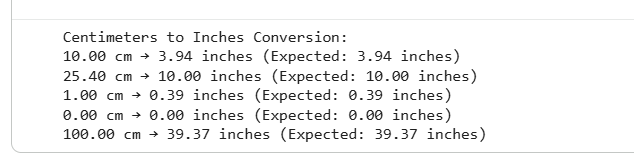 Centimeters to Inches Conversion:
10.00 cm → 3.94 inches (Expected: 3.94 inches)
25.40 cm → 10.00 inches (Expected: 10.00 inches)
1.00 cm → 0.39 inches (Expected: 0.39 inches)
0.00 cm → 0.00 inches (Expected: 0.00 inches)
100.00 cm → 39.37 inches (Expected: 39.37 inches)